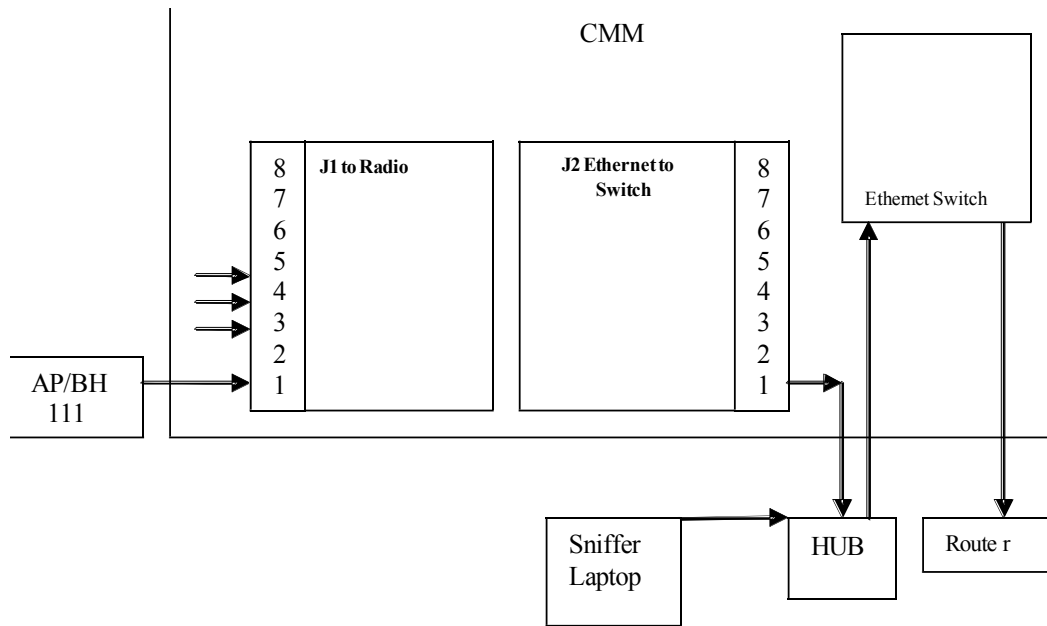 CMM
J1 to Radio
8
7
6
5
4
3
2
1
J2 Ethernet to
Switch
8
7
6
5
4
3
2
1
Ethernet Switch
AP/BH
111
Sniffer
Laptop
HUB
Route r